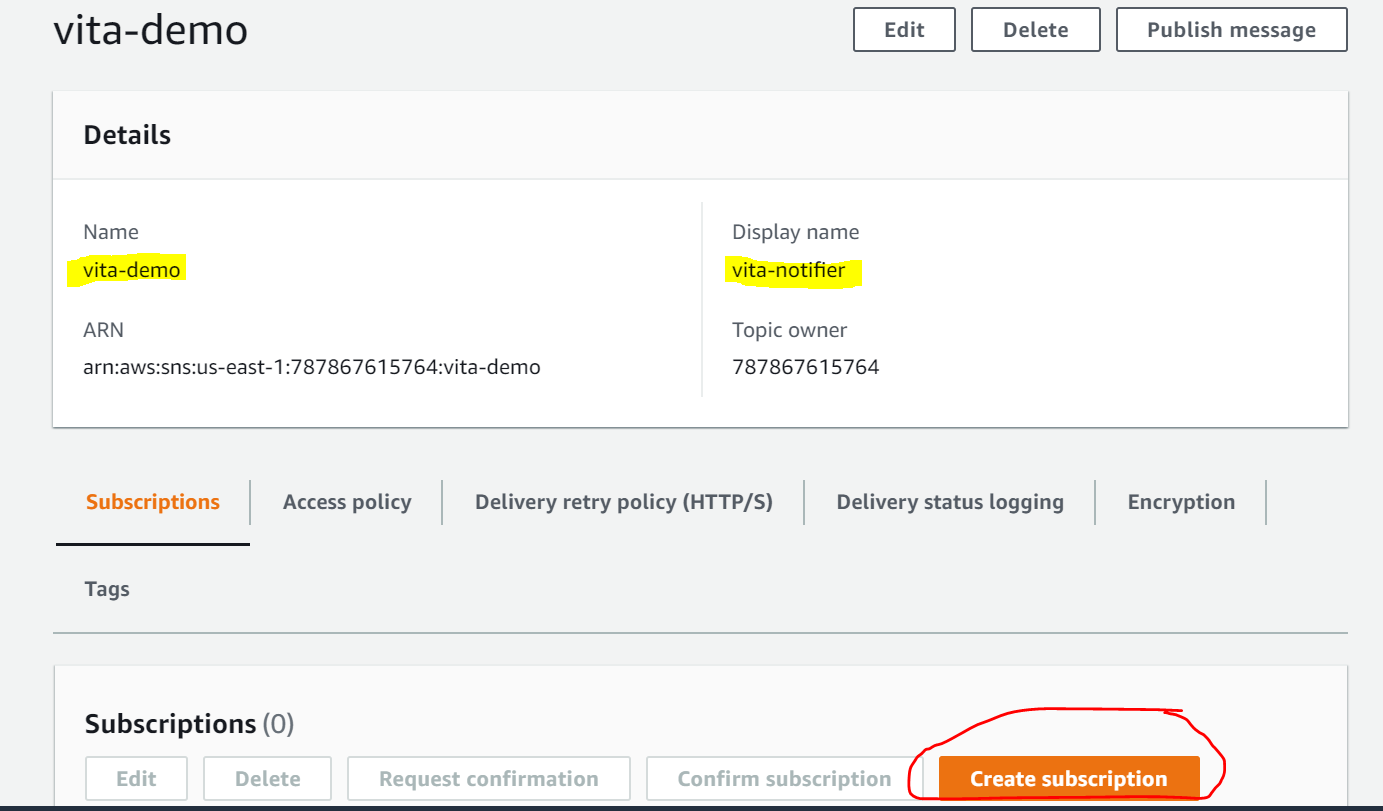 vita-demo
Edit
Delete
Publish message
Details
Name
vita-demo
Display name
vita-notifier
ARN
arn:aws:sns:us-east-1:787867615764:vita-demo
Topic owner
787867615764
Subscriptions
Access policy
Delivery retry policy (HTTP/S)
Delivery status logging
Encryption
Tags
Subscriptions (0)
Edit
Delete
Request confirmation
Confirm subscription
Create subscription